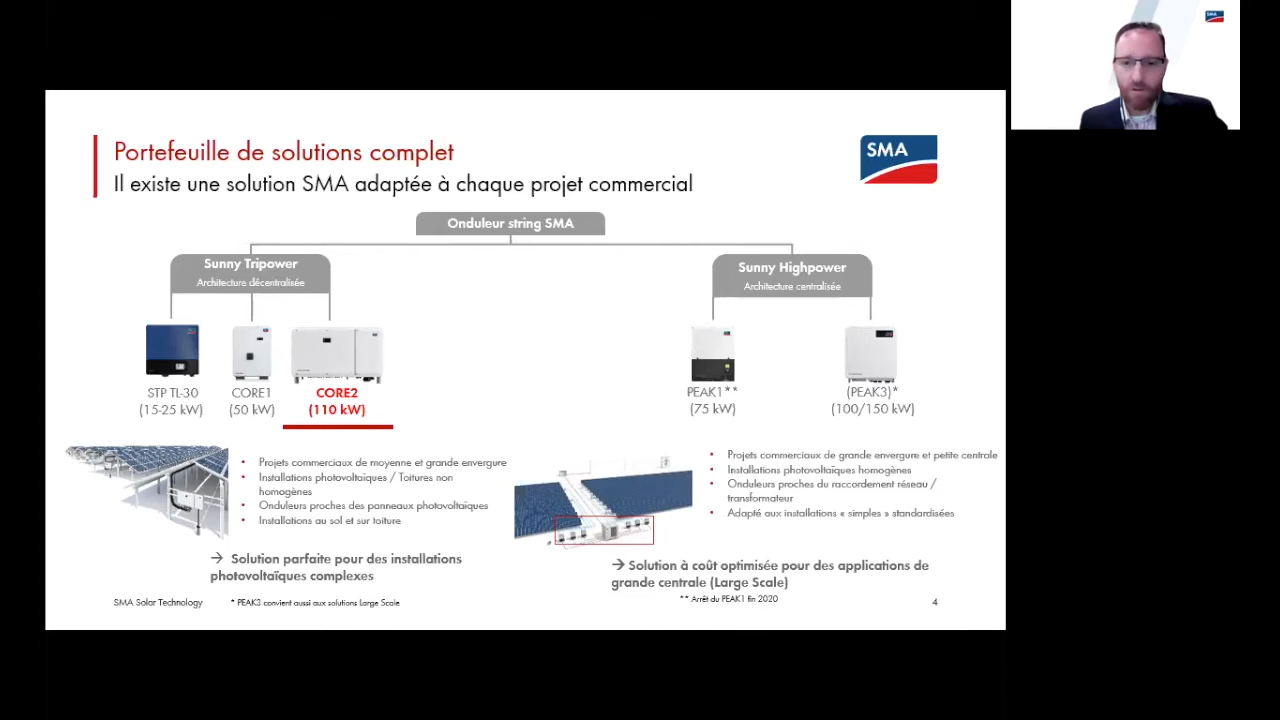 SMA
Portefeuille de solutions complet
Il existe une solution SMA adaptée à chaque projet commercial
SMA
Onduleur string SMA
Sunny Tripower
Architecture décentralisée
Sunny Highpower
Architecture centralisée
STP TL-30
(15-25 kW)
CORE1
(50 kW)
CORE2
(110 kW)
PEAK1**
(75 kW)
(PEAK3)*
(100/150 kW)
• Projets commerciaux de moyenne et grande envergure
• Installations photovoltaïques / Toitures non
homogènes
• Onduleurs proches des panneaux photovoltaïques
• Installations au sol et sur toiture
→ Solution parfaite pour des installations
photovoltaïques complexes
• Projets commerciaux de grande envergure et petite centrale
• Installations photovoltaïques homogènes
• Onduleurs proches du raccordement réseau /
transformateur
• Adapté aux installations « simples » standardisées
→ Solution à coût optimisée pour des applications de
grande centrale (Large Scale)
SMA Solar Technology
* PEAK3 convient aussi aux solutions Large Scale
** Arrêt du PEAK1 fin 2020
4